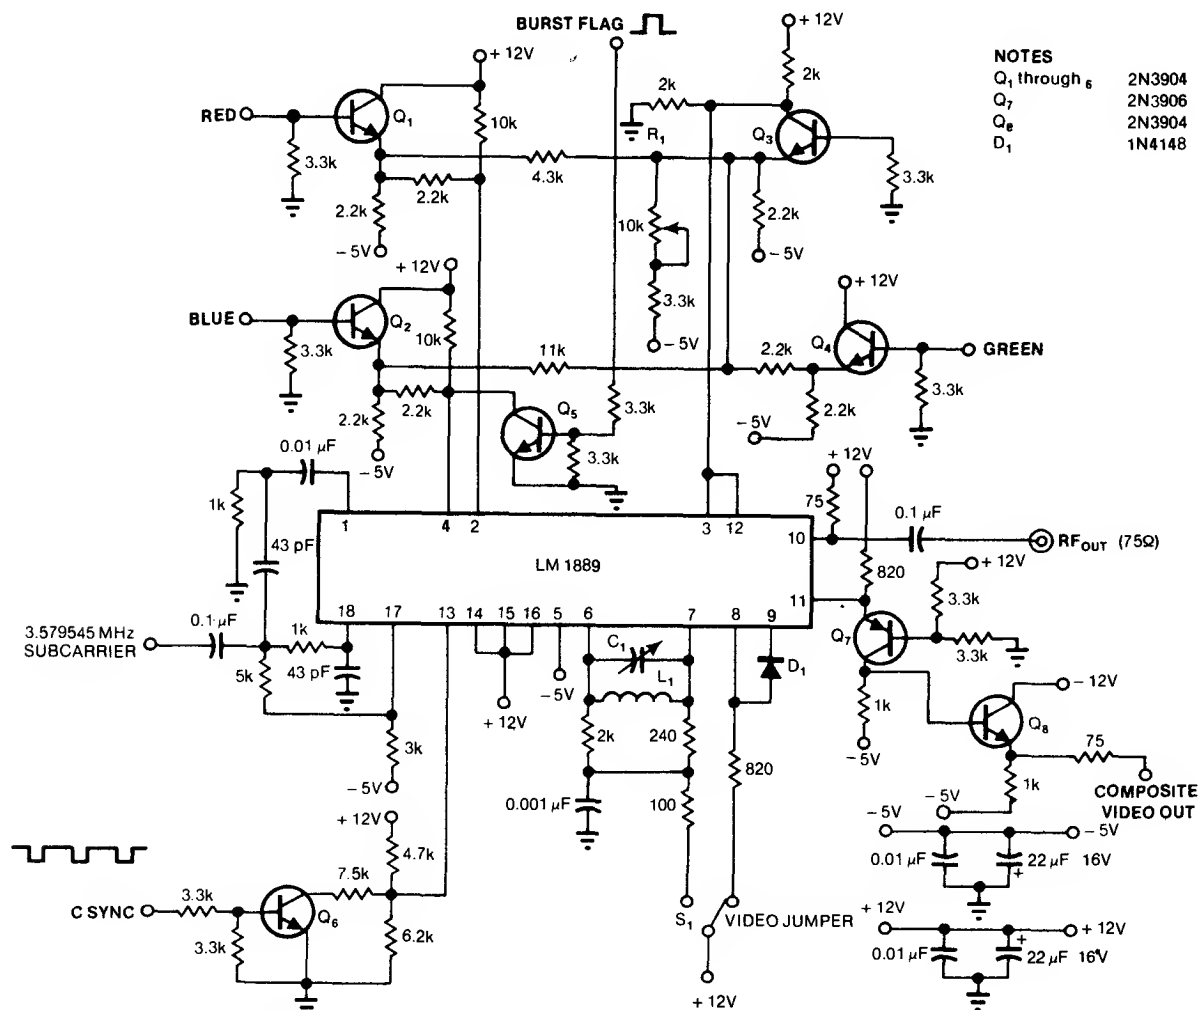 BURST FLAG
+ 12V
+ 12V
2k
2k
R1
Q3
3.3k
NOTES
Q1 through 6 2N3904
Q7 2N3906
Q8 2N3904
D1 1N4148
RED
Q1
10k
3.3k
4.3k
2.2k
2.2k
– 5V
10k
2.2k
– 5V
3.3k
– 5V
+ 12V
BLUE
Q2
10k
3.3k
11k
2.2k
2.2k
– 5V
+ 12V
Q4
GREEN
2.2k
3.3k
2.2k
– 5V
Q5
3.3k
3.3k
0.01 µF
1k
43 pF
1 4 2 3 12
LM 1889
10
11
18 17 13 14 15 16 5 6 7 8 9
+ 12V
75
0.1 µF
RFOUT (75Ω)
820
+ 12V
3.3k
3.3k
Q7
3.579545 MHz
SUBCARRIER
0.1 µF
1k
5k
43 pF
3k
– 5V
+ 12V
– 5V
C1
L1
2k
240
0.001 µF
100
D1
820
1k
– 5V
– 12V
Q8
75
1k
– 5V
COMPOSITE
VIDEO OUT
+ 12V
4.7k
7.5k
6.2k
C SYNC
3.3k
3.3k
Q6
S1
VIDEO JUMPER
+ 12V
– 5V
– 5V
0.01 µF
22 µF 16V
+
+ 12V
+ 12V
0.01 µF
+
22 µF 16V